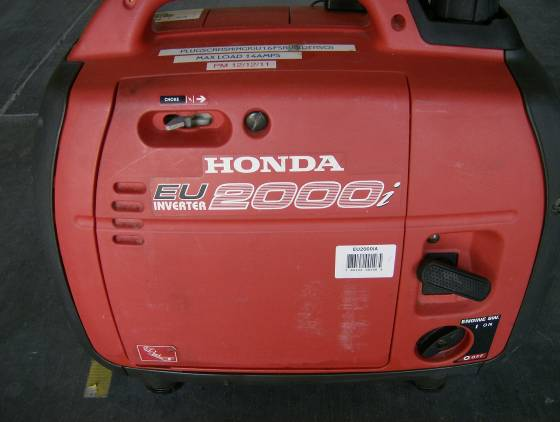 MAX LOAD 14AMPS
PM 12/12/11
CHOKE
HONDA
EU 2000i
INVERTER
EU2000iA
ENGINE SW.
I ON
O OFF